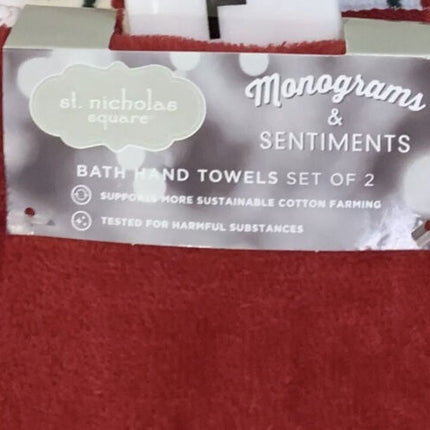 st. nicholas
square
Monograms
&
SENTIMENTS
BATH HAND TOWELS SET OF 2
SUPPORTS MORE SUSTAINABLE COTTON FARMING
TESTED FOR HARMFUL SUBSTANCES